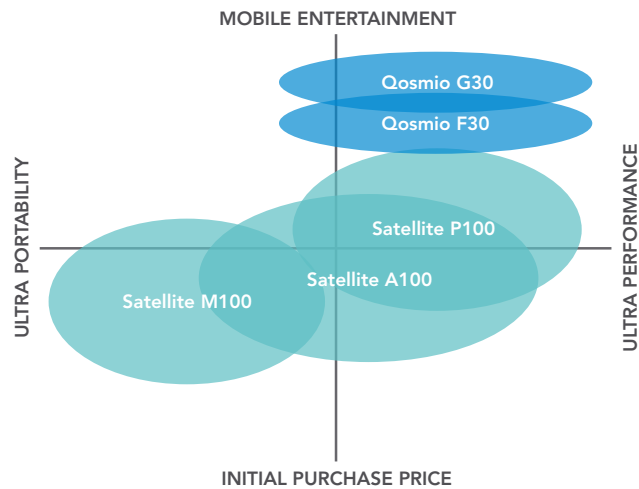 MOBILE ENTERTAINMENT
Qosmio G30
Qosmio F30
ULTRA PORTABILITY
ULTRA PERFORMANCE
Satellite P100
Satellite A100
Satellite M100
INITIAL PURCHASE PRICE